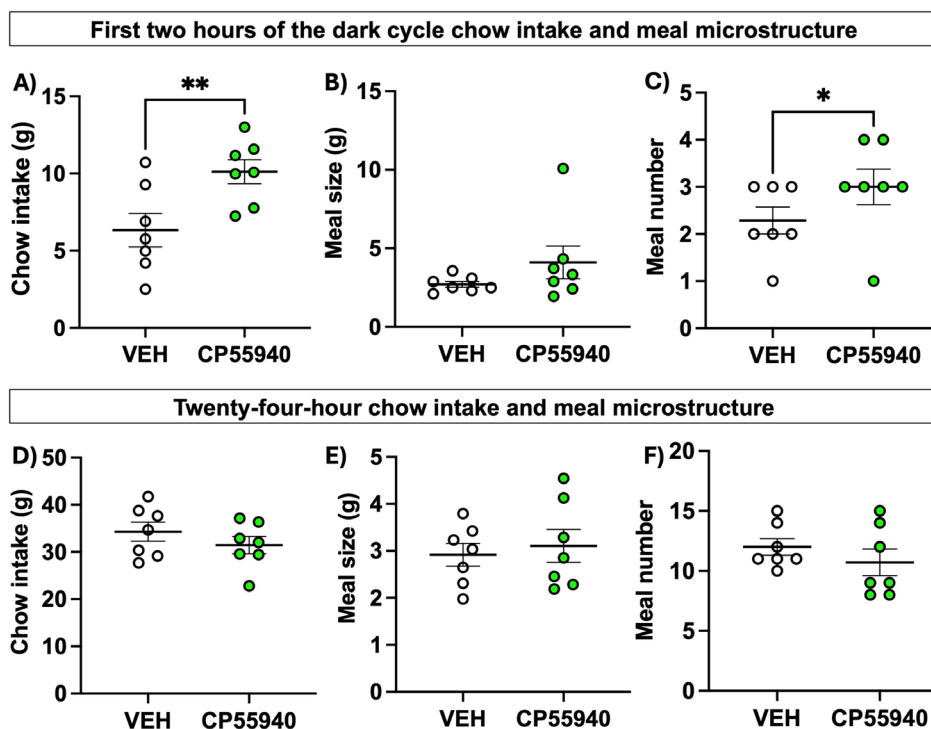 First two hours of the dark cycle chow intake and meal microstructure
A)
Chow intake (g)
15
10
5
0
**
VEH
CP55940
B)
Meal size (g)
15
10
5
0
VEH
CP55940
C)
Meal number
5
4
3
2
1
0
*
VEH
CP55940
Twenty-four-hour chow intake and meal microstructure
D)
Chow intake (g)
50
40
30
20
10
0
VEH
CP55940
E)
Meal size (g)
5
4
3
2
1
0
VEH
CP55940
F)
Meal number
20
15
10
5
0
VEH
CP55940